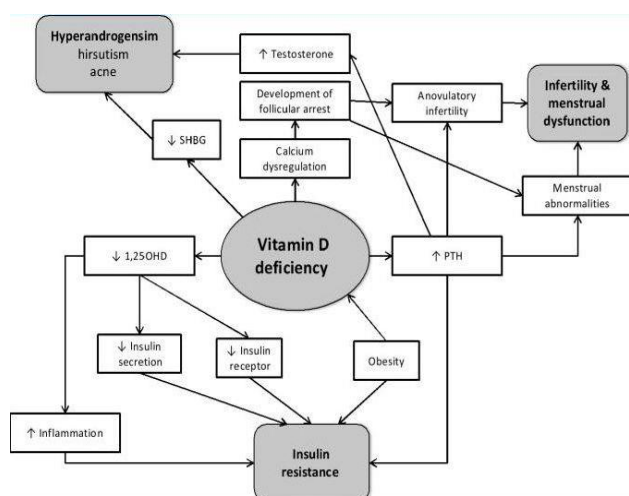 Hyperandrogensim
hirsutism
acne
↑ Testosterone
Development of
follicular arrest
Anovulatory
infertility
Infertility &
menstrual
dysfunction
↓ SHBG
Calcium
dysregulation
Menstrual
abnormalities
Vitamin D
deficiency
↓ 1,25OHD
↑ PTH
↓ Insulin
secretion
↓ Insulin
receptor
Obesity
↑ Inflammation
Insulin
resistance